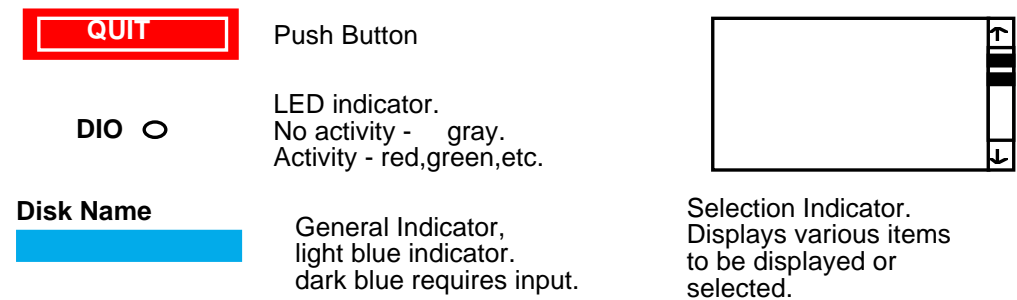 QUIT
Push Button
DIO
LED indicator.
No activity - gray.
Activity - red,green,etc.
Disk Name
General Indicator,
light blue indicator.
dark blue requires input.
Selection Indicator.
Displays various items
to be displayed or
selected.